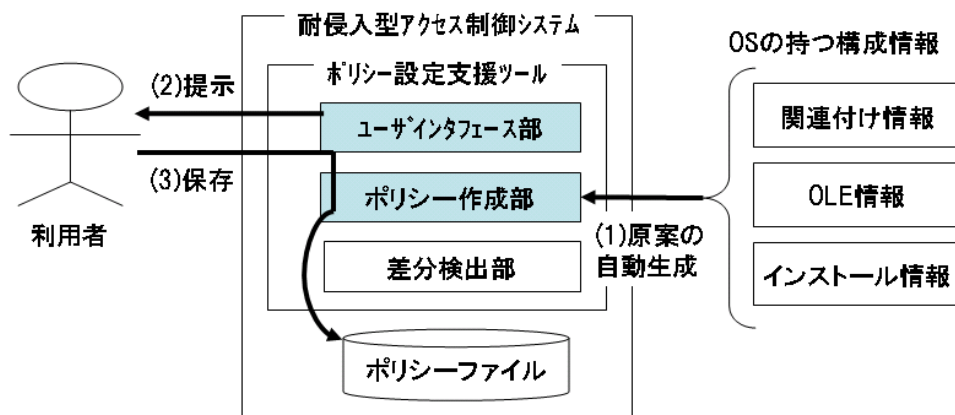 耐侵入型アクセス制御システム
OSの持つ構成情報
ポリシー設定支援ツール
(2)提示
ユーザインタフェース部
関連付け情報
(3)保存
ポリシー作成部
OLE情報
利用者
(1)原案の
自動生成
差分検出部
インストール情報
ポリシーファイル